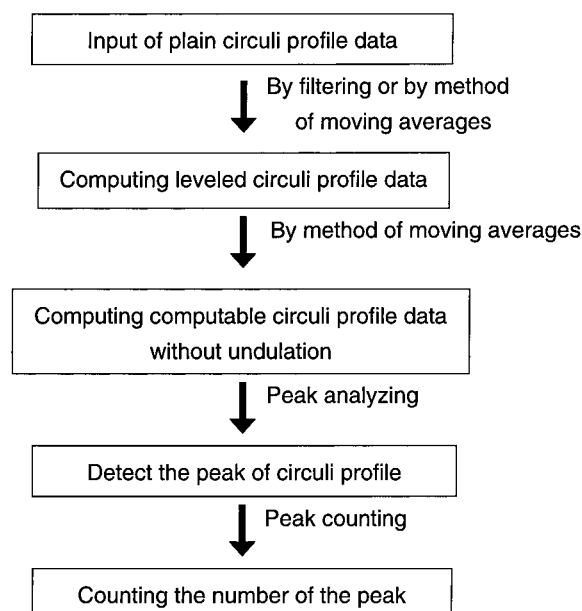 Input of plain circuli profile data
By filtering or by method
of moving averages
Computing leveled circuli profile data
By method of moving averages
Computing computable circuli profile data
without undulation
Peak analyzing
Detect the peak of circuli profile
Peak counting
Counting the number of the peak